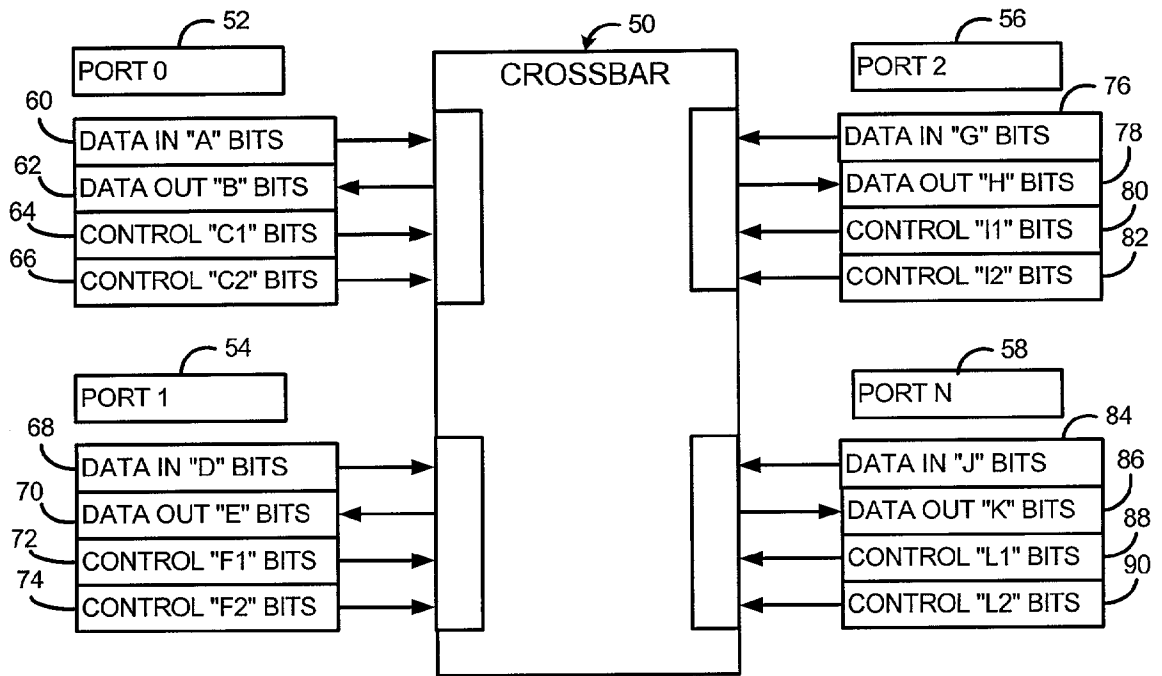 50
CROSSBAR
52
PORT 0
60
DATA IN "A" BITS
62
DATA OUT "B" BITS
64
CONTROL "C1" BITS
66
CONTROL "C2" BITS
54
PORT 1
68
DATA IN "D" BITS
70
DATA OUT "E" BITS
72
CONTROL "F1" BITS
74
CONTROL "F2" BITS
56
PORT 2
76
DATA IN "G" BITS
78
DATA OUT "H" BITS
80
CONTROL "I1" BITS
82
CONTROL "I2" BITS
58
PORT N
84
DATA IN "J" BITS
86
DATA OUT "K" BITS
88
CONTROL "L1" BITS
90
CONTROL "L2" BITS